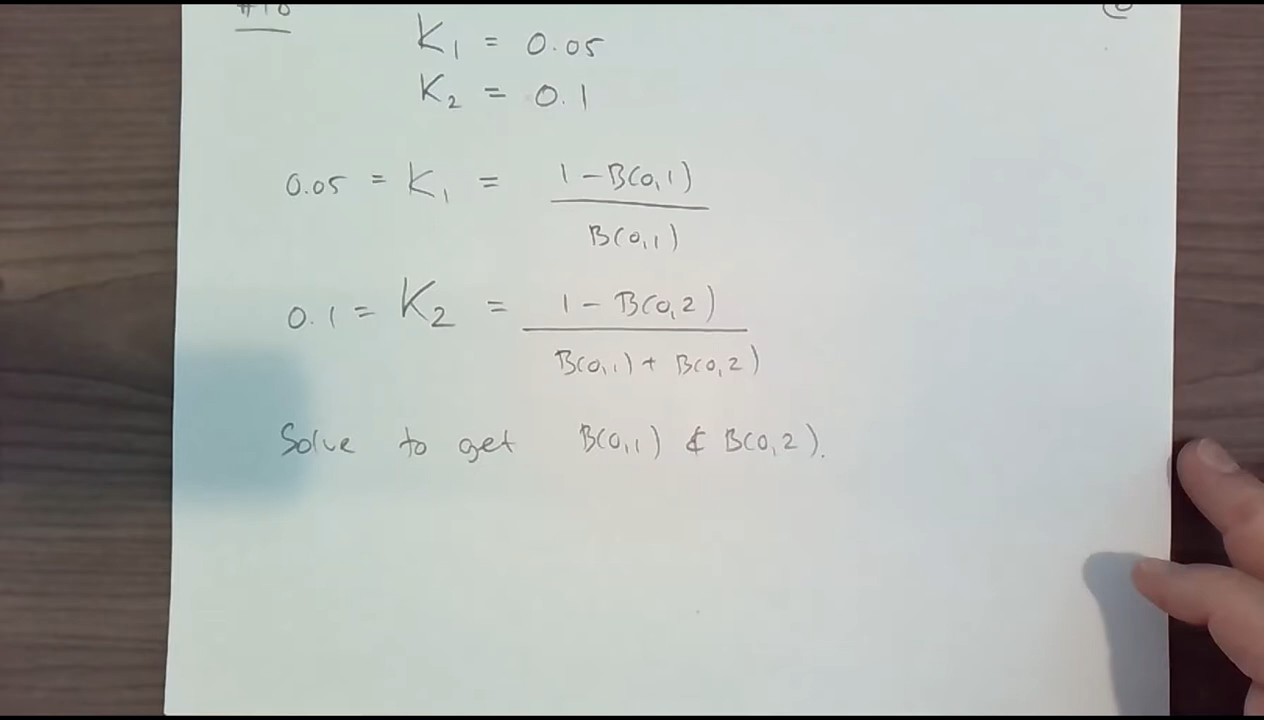 K₁ = 0.05
K₂ = 0.1
0.05 = K₁ = (1 - B(0,1)) / B(0,1)
0.1 = K₂ = (1 - B(0,2)) / (B(0,1) + B(0,2))
Solve to get B(0,1) & B(0,2).